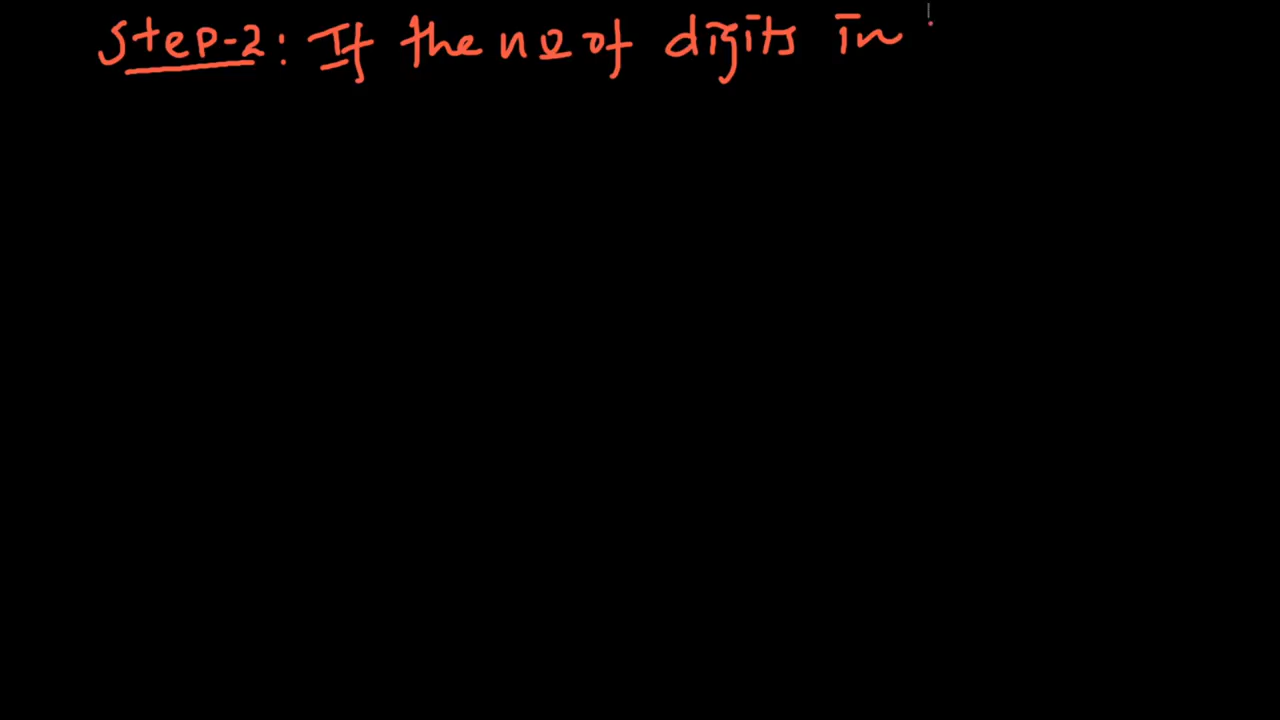 Step-2: If the no of digits in